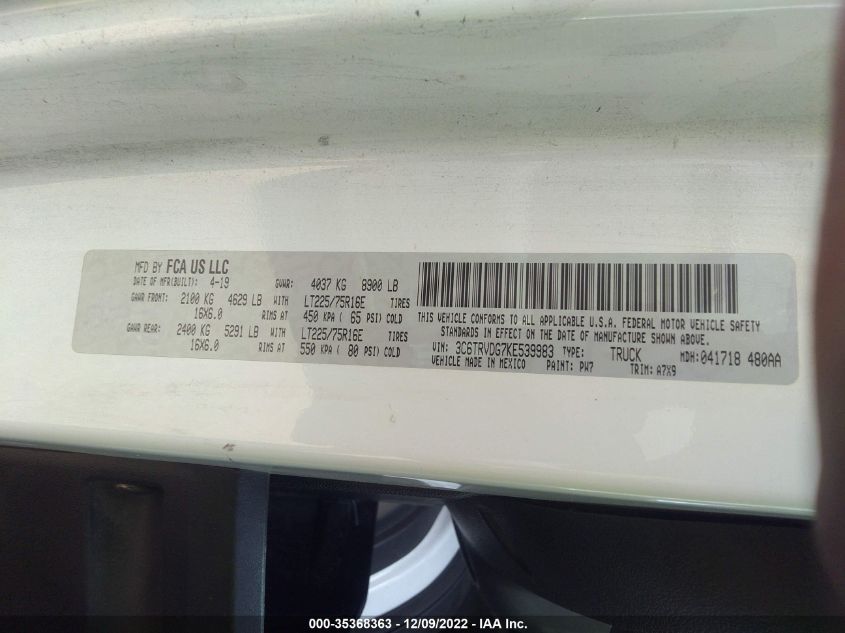 MFD BY FCA US LLC
DATE OF MFR(BUILT): 4-19 GVWR: 4037 KG 8900 LB
GAWR FRONT: 2100 KG 4629 LB WITH LT225/75R16E TIRES
16X6.0 RIMS AT 450 KPA ( 65 PSI) COLD
GAWR REAR: 2400 KG 5291 LB WITH LT225/75R16E TIRES
16X6.0 RIMS AT 550 KPA ( 80 PSI) COLD
THIS VEHICLE CONFORMS TO ALL APPLICABLE U.S.A. FEDERAL MOTOR VEHICLE SAFETY
STANDARDS IN EFFECT ON THE DATE OF MANUFACTURE SHOWN ABOVE.
VIN: 3C6TRVDG7KE539983 TYPE: TRUCK MDH:041718 480AA
VEHICLE MADE IN MEXICO PAINT: PW7 TRIM: A7X9
000-35368363 - 12/09/2022 - IAA Inc.